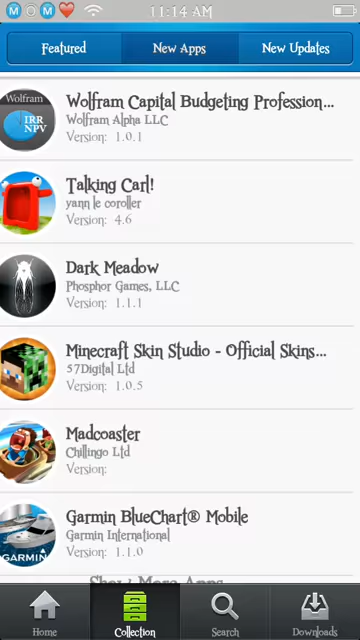 M O M 11:14 AM
Featured New Apps New Updates
Wolfram
IRR
NPV
Wolfram Capital Budgeting Profession...
Wolfram Alpha LLC
Version: 1.0.1
Talking Carl!
yann le coroller
Version: 4.6
Dark Meadow
Phosphor Games, LLC
Version: 1.1.1
Minecraft Skin Studio - Official Skins...
57Digital Ltd
Version: 1.0.5
Madcoaster
Chillingo Ltd
Version:
GARMIN
Garmin BlueChart® Mobile
Garmin International
Version: 1.1.0
Show More Apps
Home Collection Search Downloads